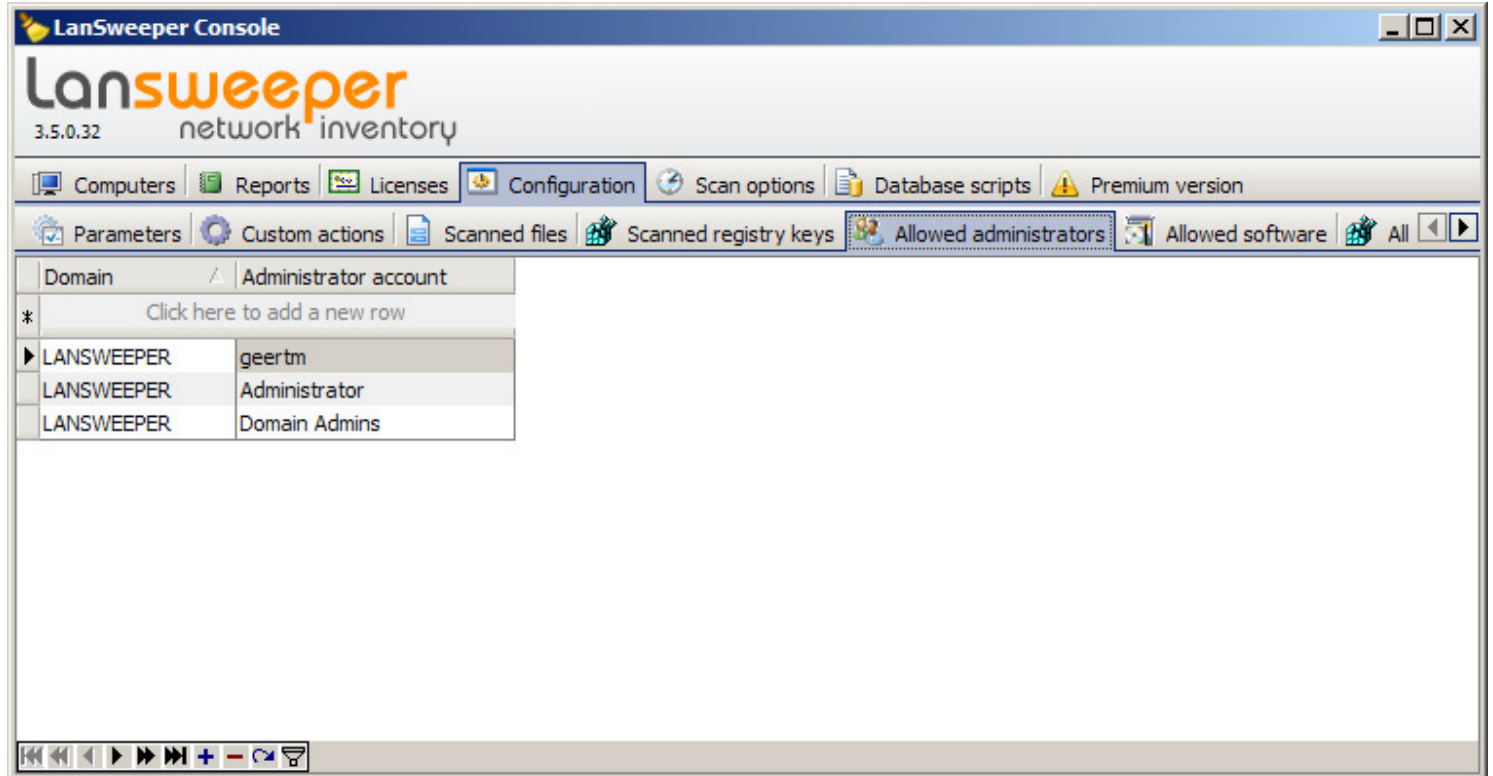 LanSweeper Console
Lansweeper
3.5.0.32 network inventory
Computers Reports Licenses Configuration Scan options Database scripts Premium version
Parameters Custom actions Scanned files Scanned registry keys Allowed administrators Allowed software All
Domain Administrator account
Click here to add a new row
LANSWEEPER geertm
LANSWEEPER Administrator
LANSWEEPER Domain Admins